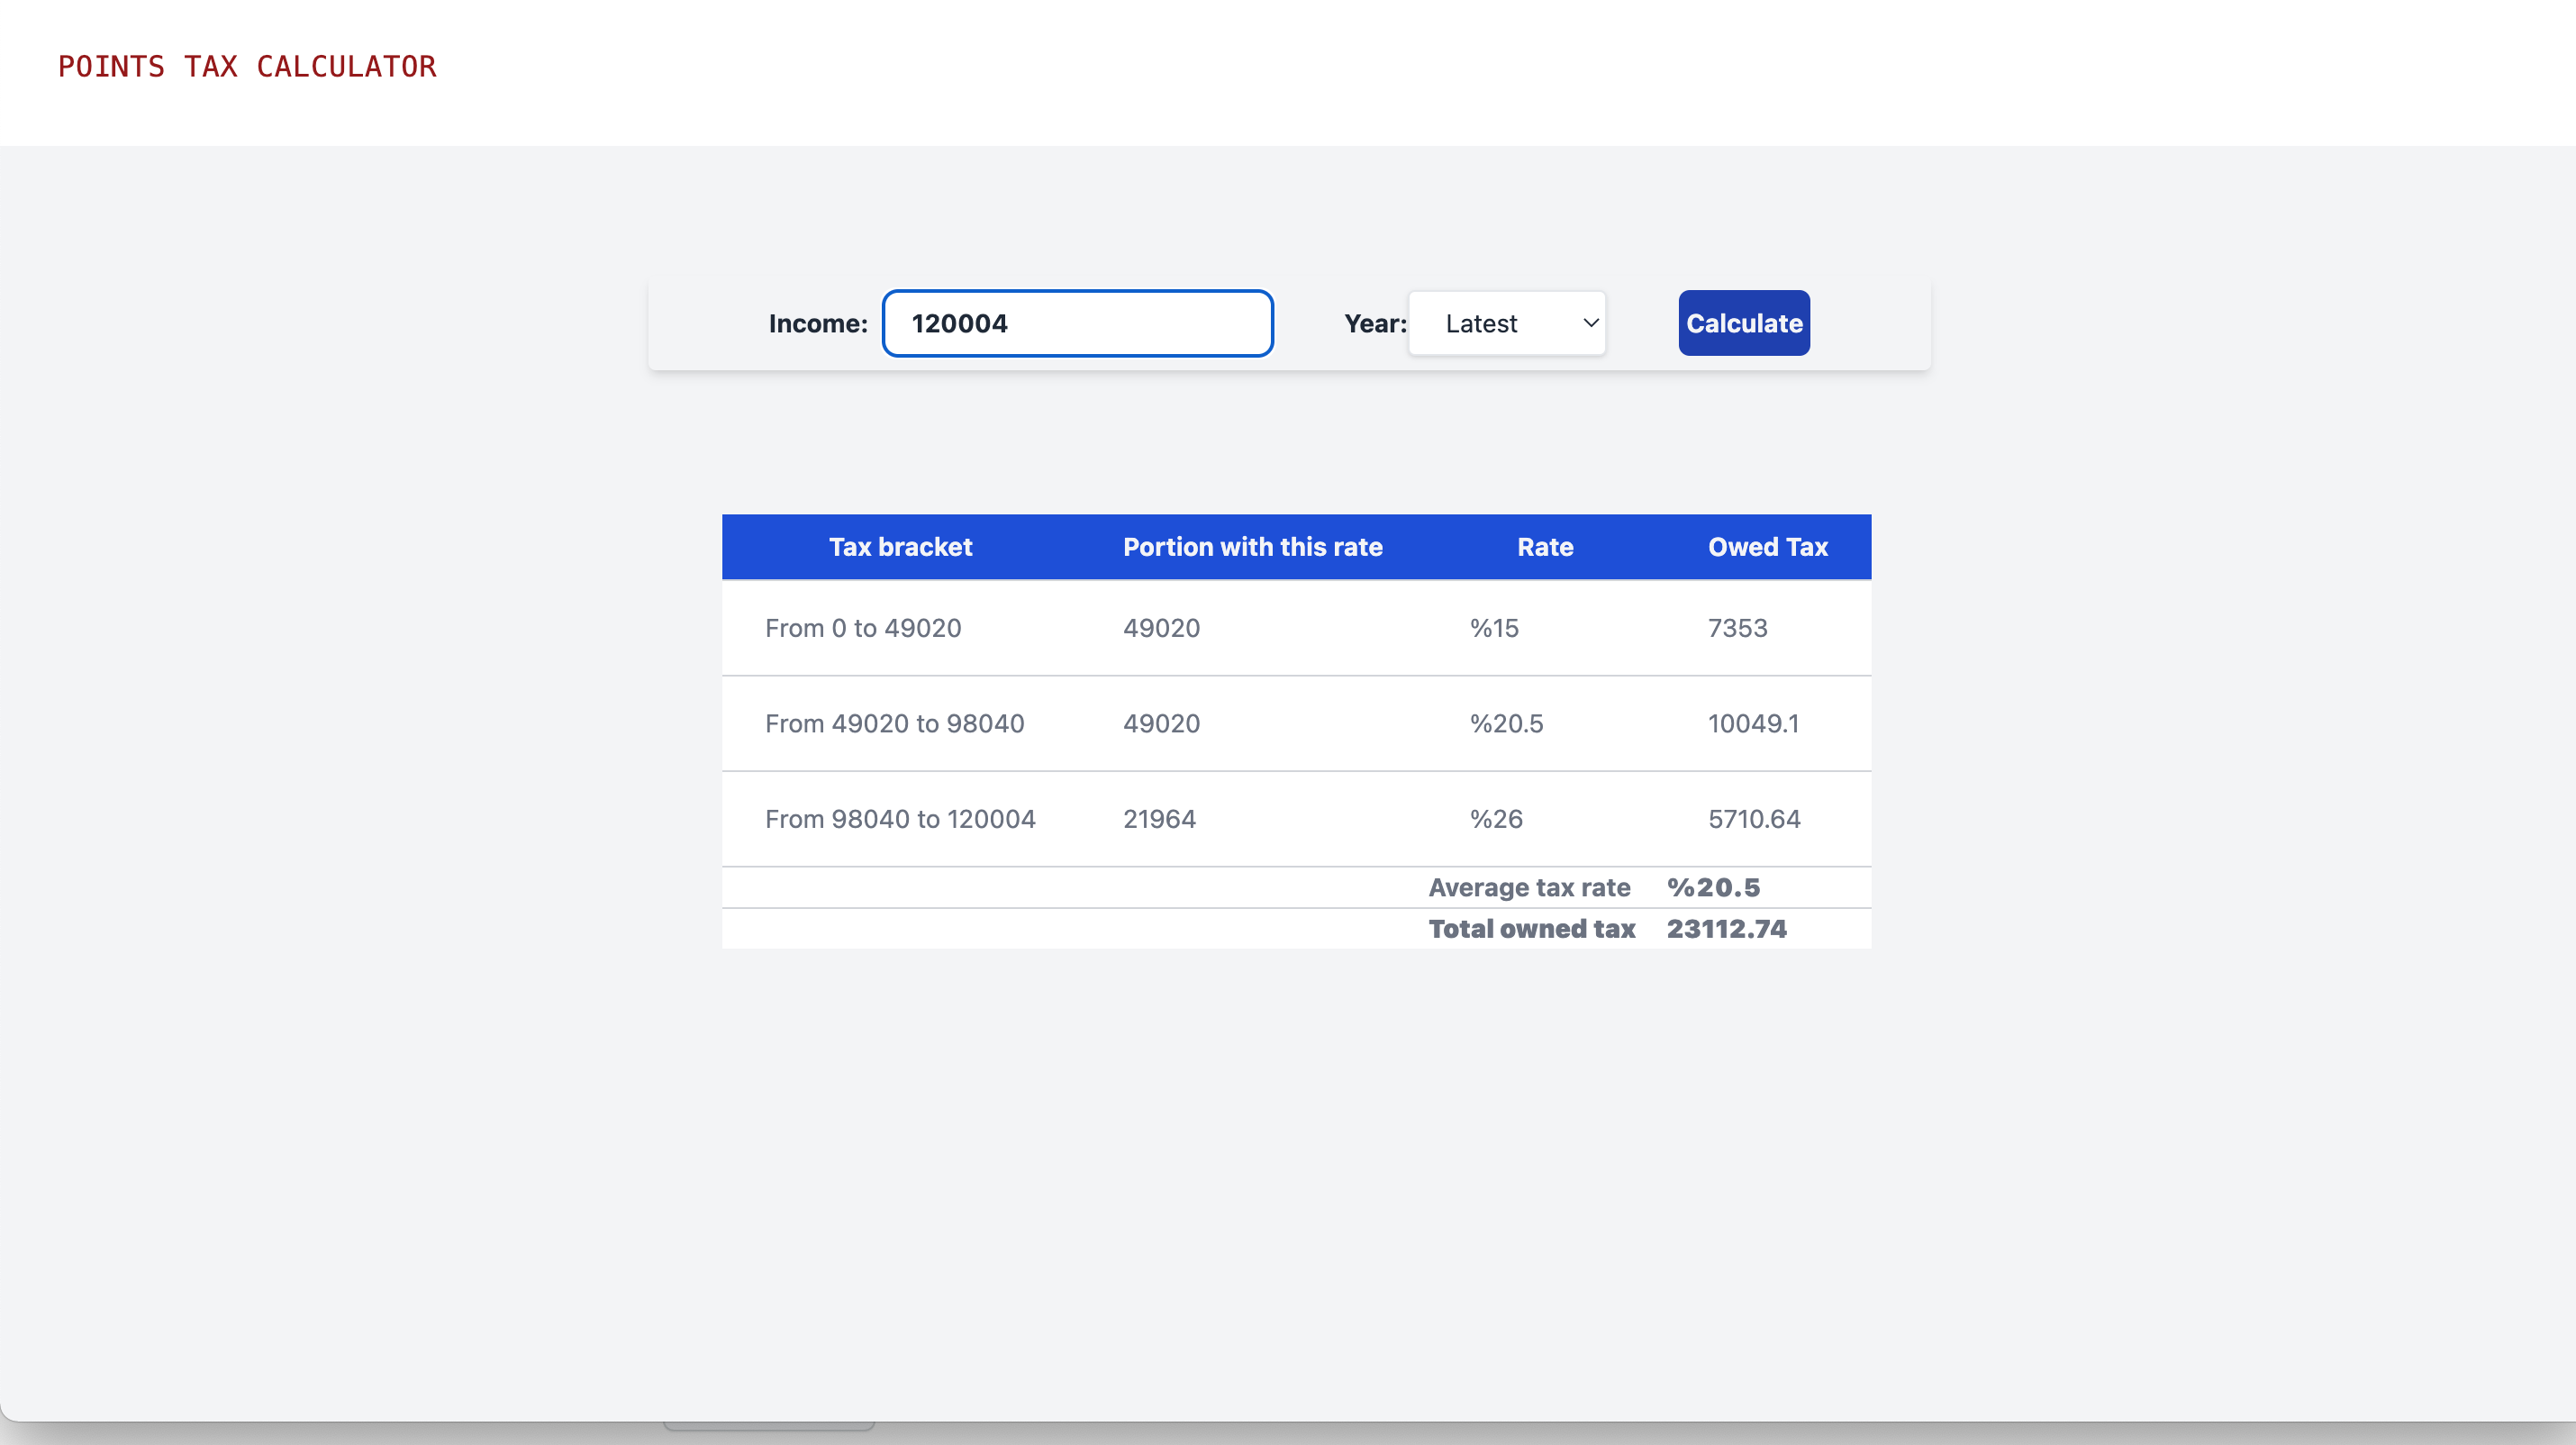 POINTS TAX CALCULATOR
Income: 120004 Year: Latest Calculate
Tax bracket Portion with this rate Rate Owed Tax
From 0 to 49020 49020 %15 7353
From 49020 to 98040 49020 %20.5 10049.1
From 98040 to 120004 21964 %26 5710.64
Average tax rate %20.5
Total owned tax 23112.74